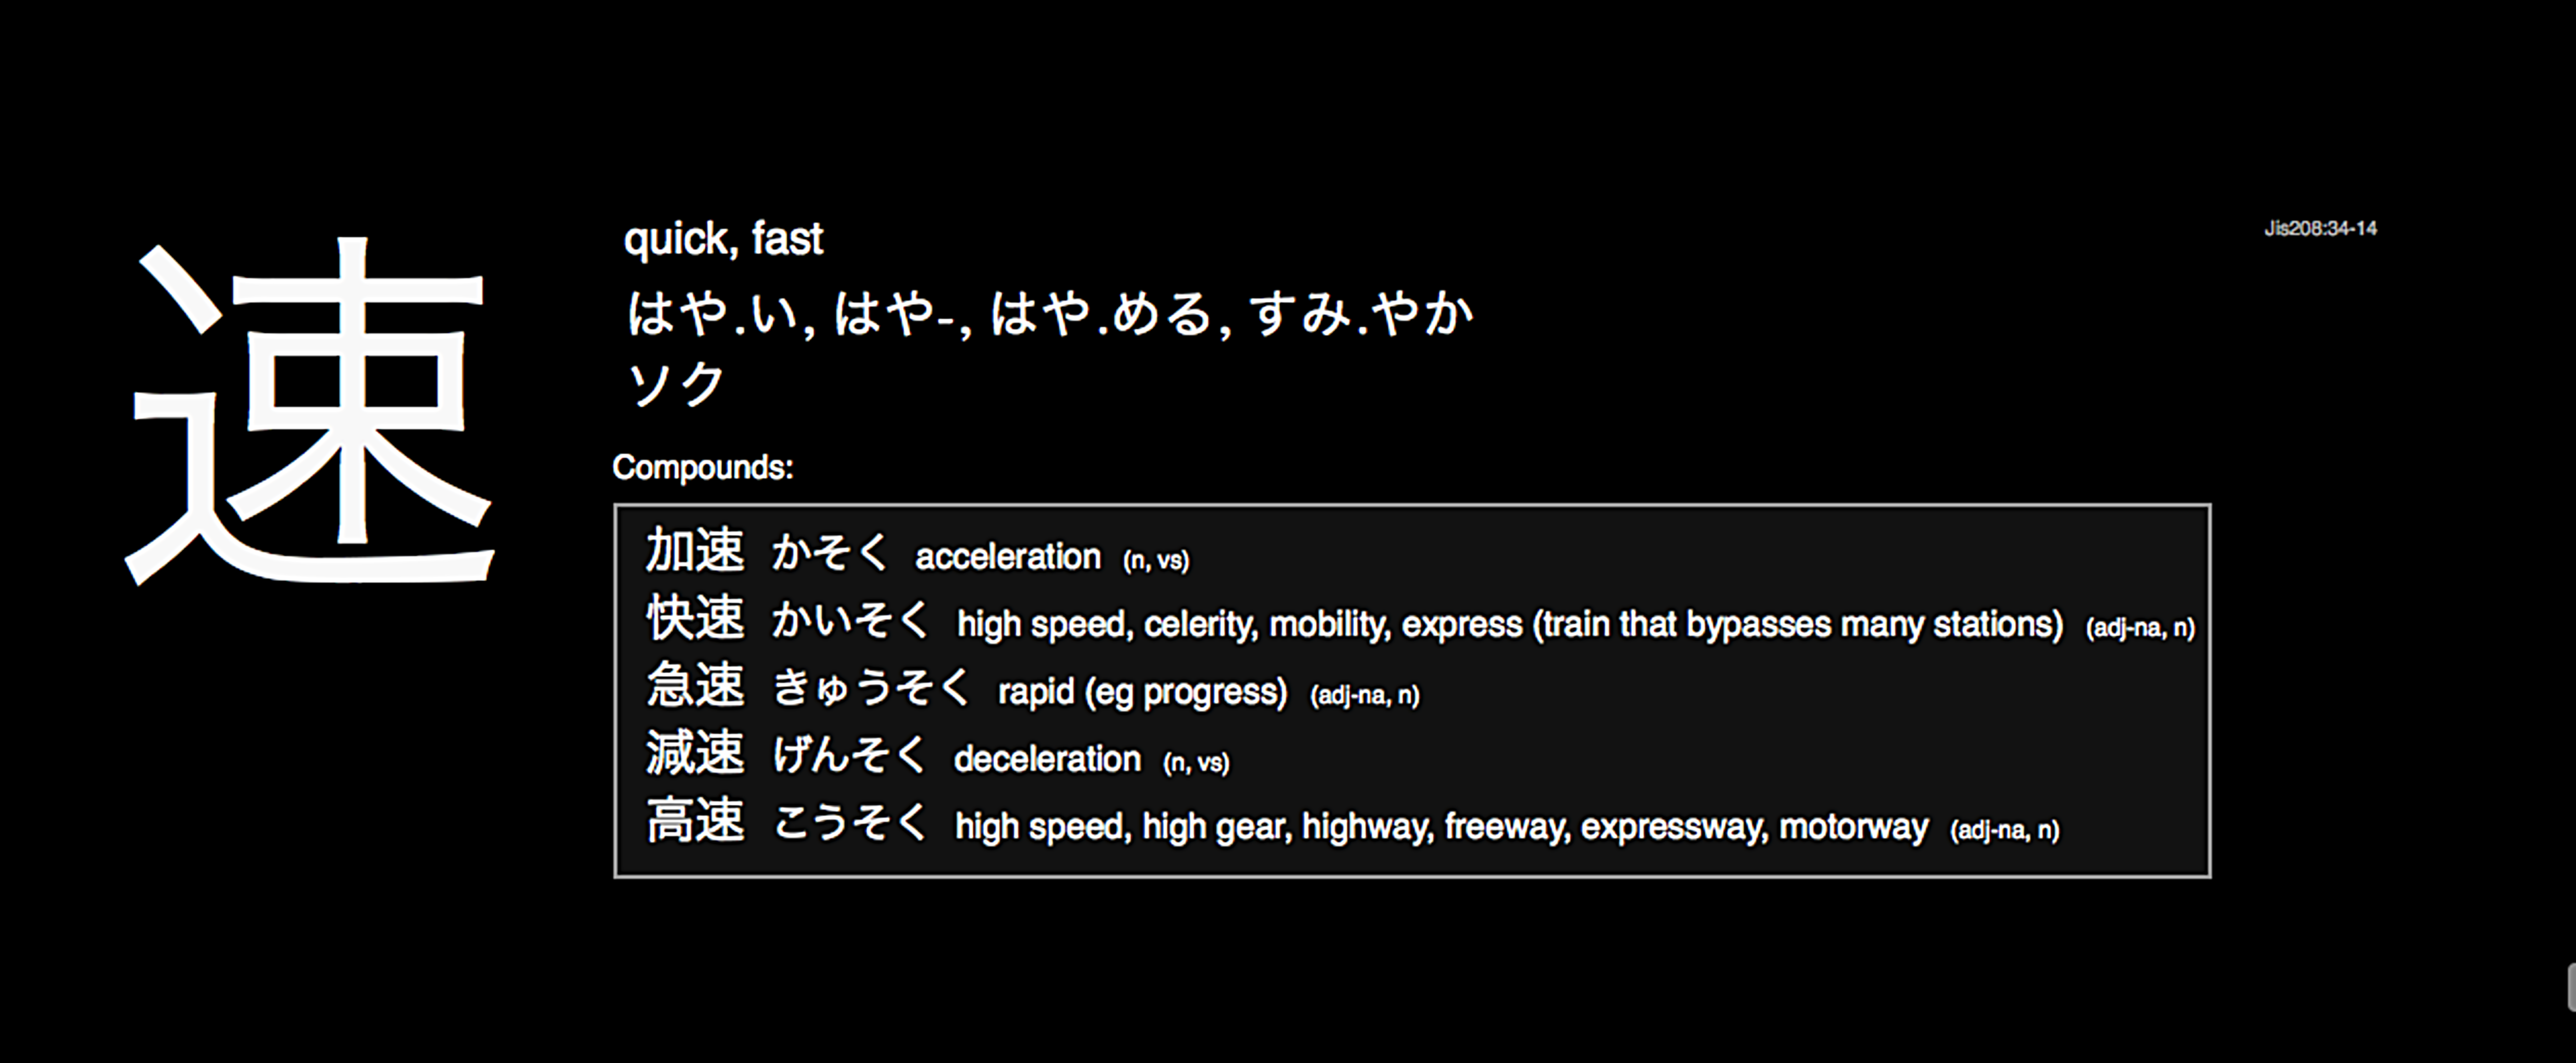 速
quick, fast
Jis208:34-14
はや.い, はや-, はや.める, すみ.やか
ソク
Compounds:
加速 かそく acceleration (n, vs)
快速 かいそく high speed, celerity, mobility, express (train that bypasses many stations) (adj-na, n)
急速 きゅうそく rapid (eg progress) (adj-na, n)
減速 げんそく deceleration (n, vs)
高速 こうそく high speed, high gear, highway, freeway, expressway, motorway (adj-na, n)